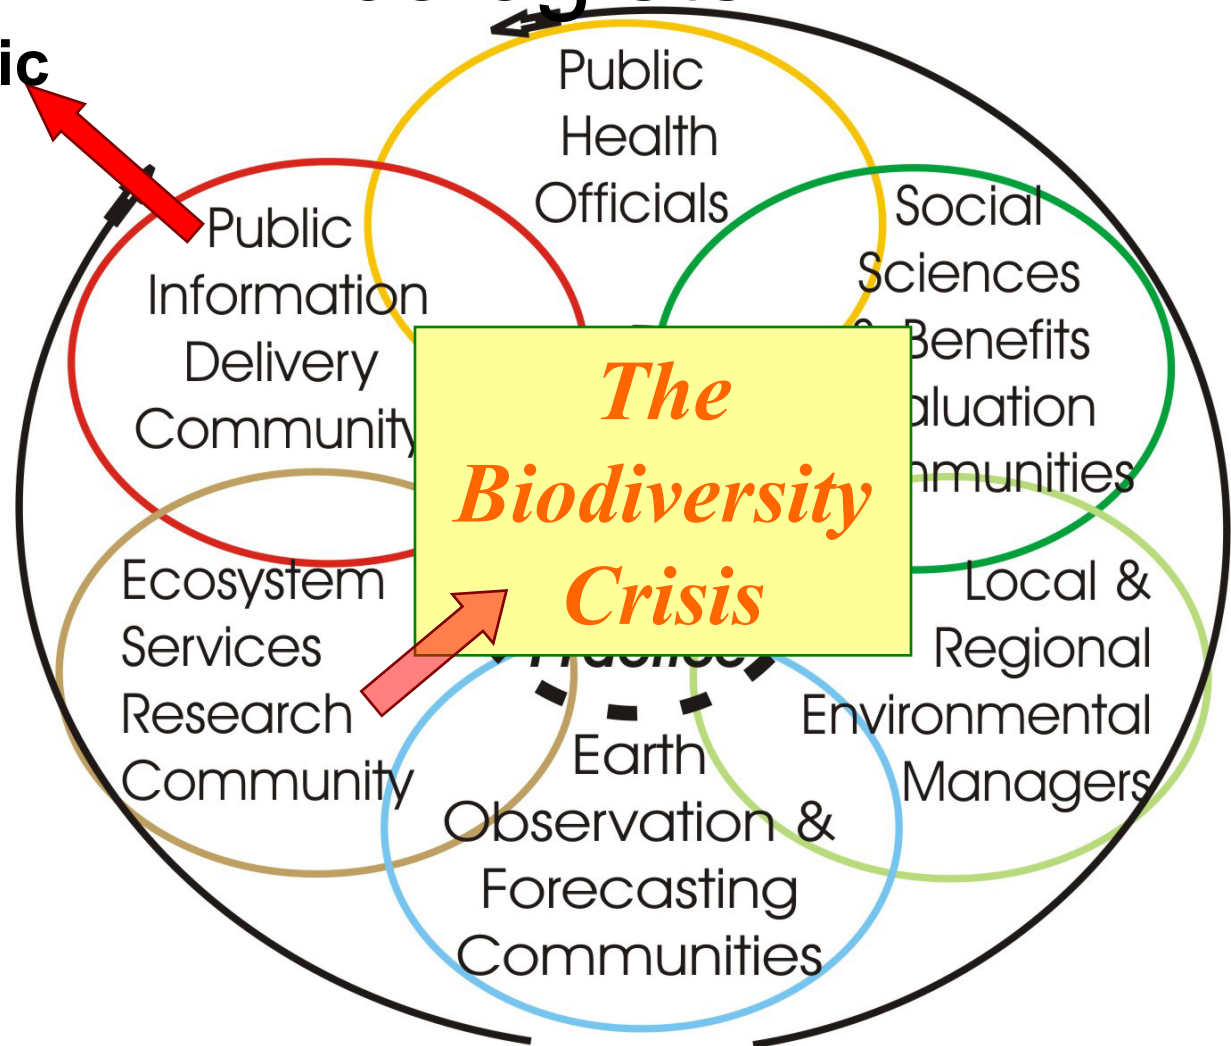 Public
Health
Officials
Public
Information
Delivery
Community
Social
Sciences
& Benefits
The
Biodiversity
Crisis
Ecosystem
Services
Research
Community
Local &
Regional
Environmental
Managers
Earth
Observation &
Forecasting
Communities